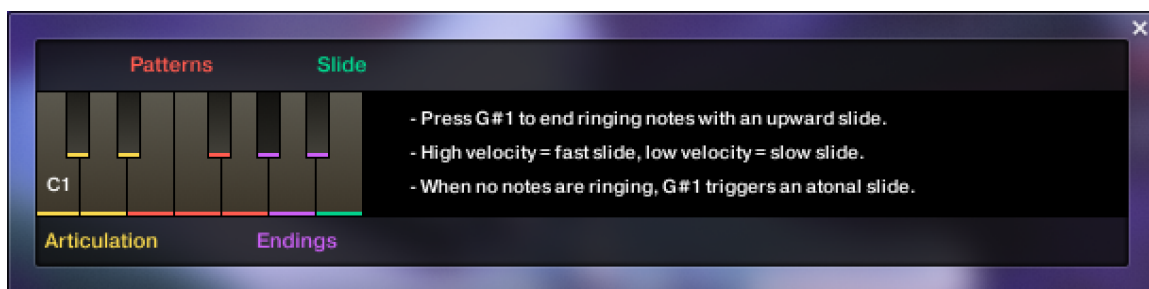 Patterns Slide
- Press G#1 to end ringing notes with an upward slide.
- High velocity = fast slide, low velocity = slow slide.
- When no notes are ringing, G#1 triggers an atonal slide.
C1
Articulation Endings